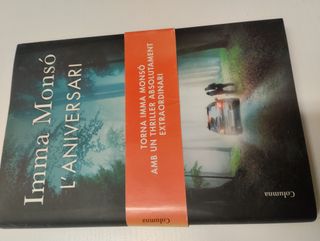 Imma Monsó
L'ANIVERSARI
TORNA IMMA MONSÓ
AMB UN THRILLER ABSOLUTAMENT
EXTRAORDINARI
Columna
Columna